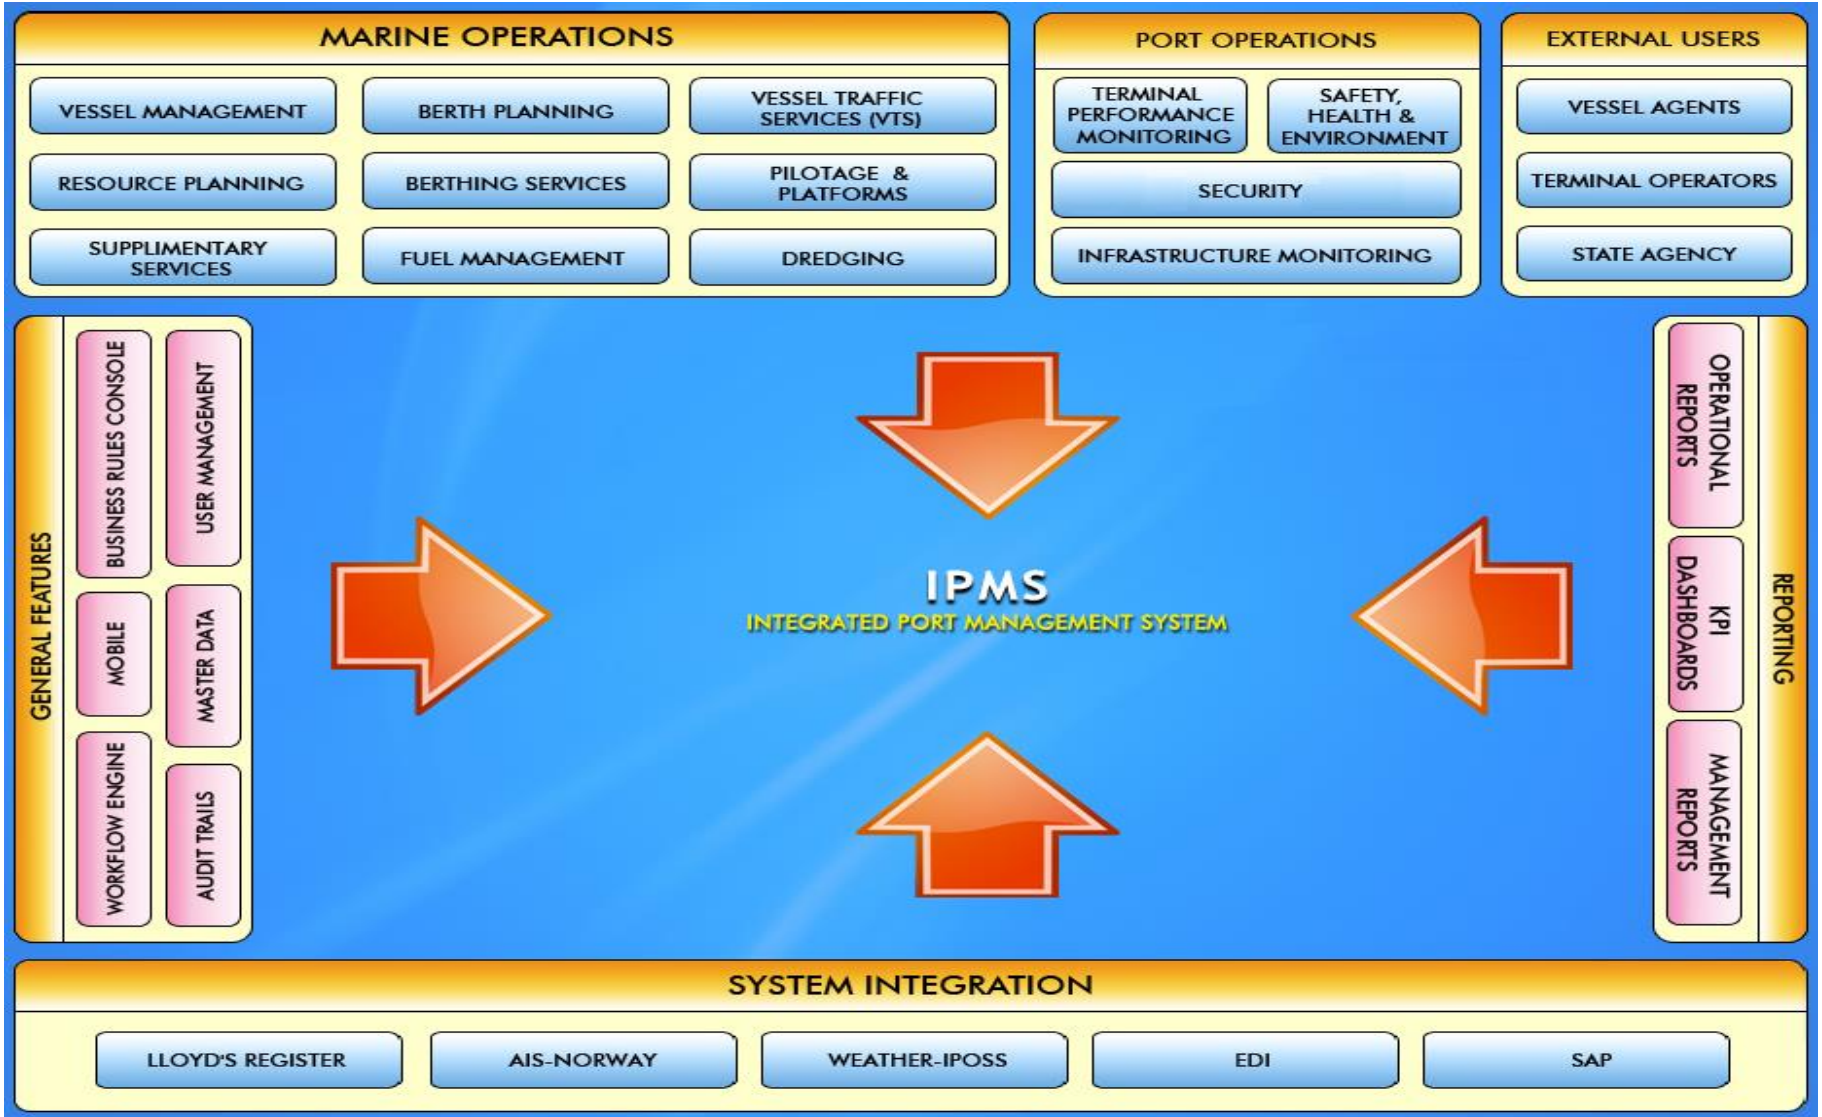 MARINE OPERATIONS
VESSEL MANAGEMENT
BERTH PLANNING
VESSEL TRAFFIC
SERVICES (VTS)
RESOURCE PLANNING
BERTHING SERVICES
PILOTAGE &
PLATFORMS
SUPPLIMENTARY
SERVICES
FUEL MANAGEMENT
DREDGING
PORT OPERATIONS
TERMINAL
PERFORMANCE
MONITORING
SAFETY,
HEALTH &
ENVIRONMENT
SECURITY
INFRASTRUCTURE MONITORING
EXTERNAL USERS
VESSEL AGENTS
TERMINAL OPERATORS
STATE AGENCY
GENERAL FEATURES
BUSINESS RULES CONSOLE
USER MANAGEMENT
MOBILE
MASTER DATA
WORKFLOW ENGINE
AUDIT TRAILS
IPMS
INTEGRATED PORT MANAGEMENT SYSTEM
REPORTING
OPERATIONAL
REPORTS
KPI
DASHBOARDS
MANAGEMENT
REPORTS
SYSTEM INTEGRATION
LLOYD'S REGISTER
AIS-NORWAY
WEATHER-IPOSS
EDI
SAP